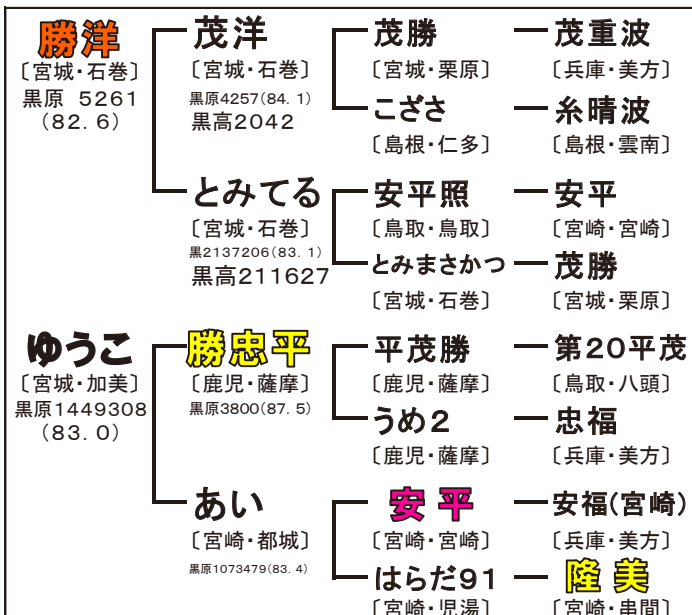 勝洋
〔宮城・石巻〕
黒原 5261
(82. 6)
茂洋
〔宮城・石巻〕
黒原4257(84. 1)
黒高2042
茂勝
〔宮城・栗原〕
茂重波
〔兵庫・美方〕
こざさ
〔島根・仁多〕
糸晴波
〔島根・雲南〕
とみてる
〔宮城・石巻〕
黒2137206(83. 1)
黒高211627
安平照
〔鳥取・鳥取〕
安平
〔宮崎・宮崎〕
とみまさかつ
〔宮城・石巻〕
茂勝
〔宮城・栗原〕
ゆうこ
〔宮城・加美〕
黒原1449308
(83. 0)
勝忠平
〔鹿児・薩摩〕
黒原3800(87. 5)
平茂勝
〔鹿児・薩摩〕
第20平茂
〔鳥取・八頭〕
うめ2
〔鹿児・薩摩〕
忠福
〔兵庫・美方〕
あい
〔宮崎・都城〕
黒原1073479(83. 4)
安平
〔宮崎・宮崎〕
安福(宮崎)
〔兵庫・美方〕
はらだ91
〔宮崎・児湯〕
隆美
〔宮崎・串間〕